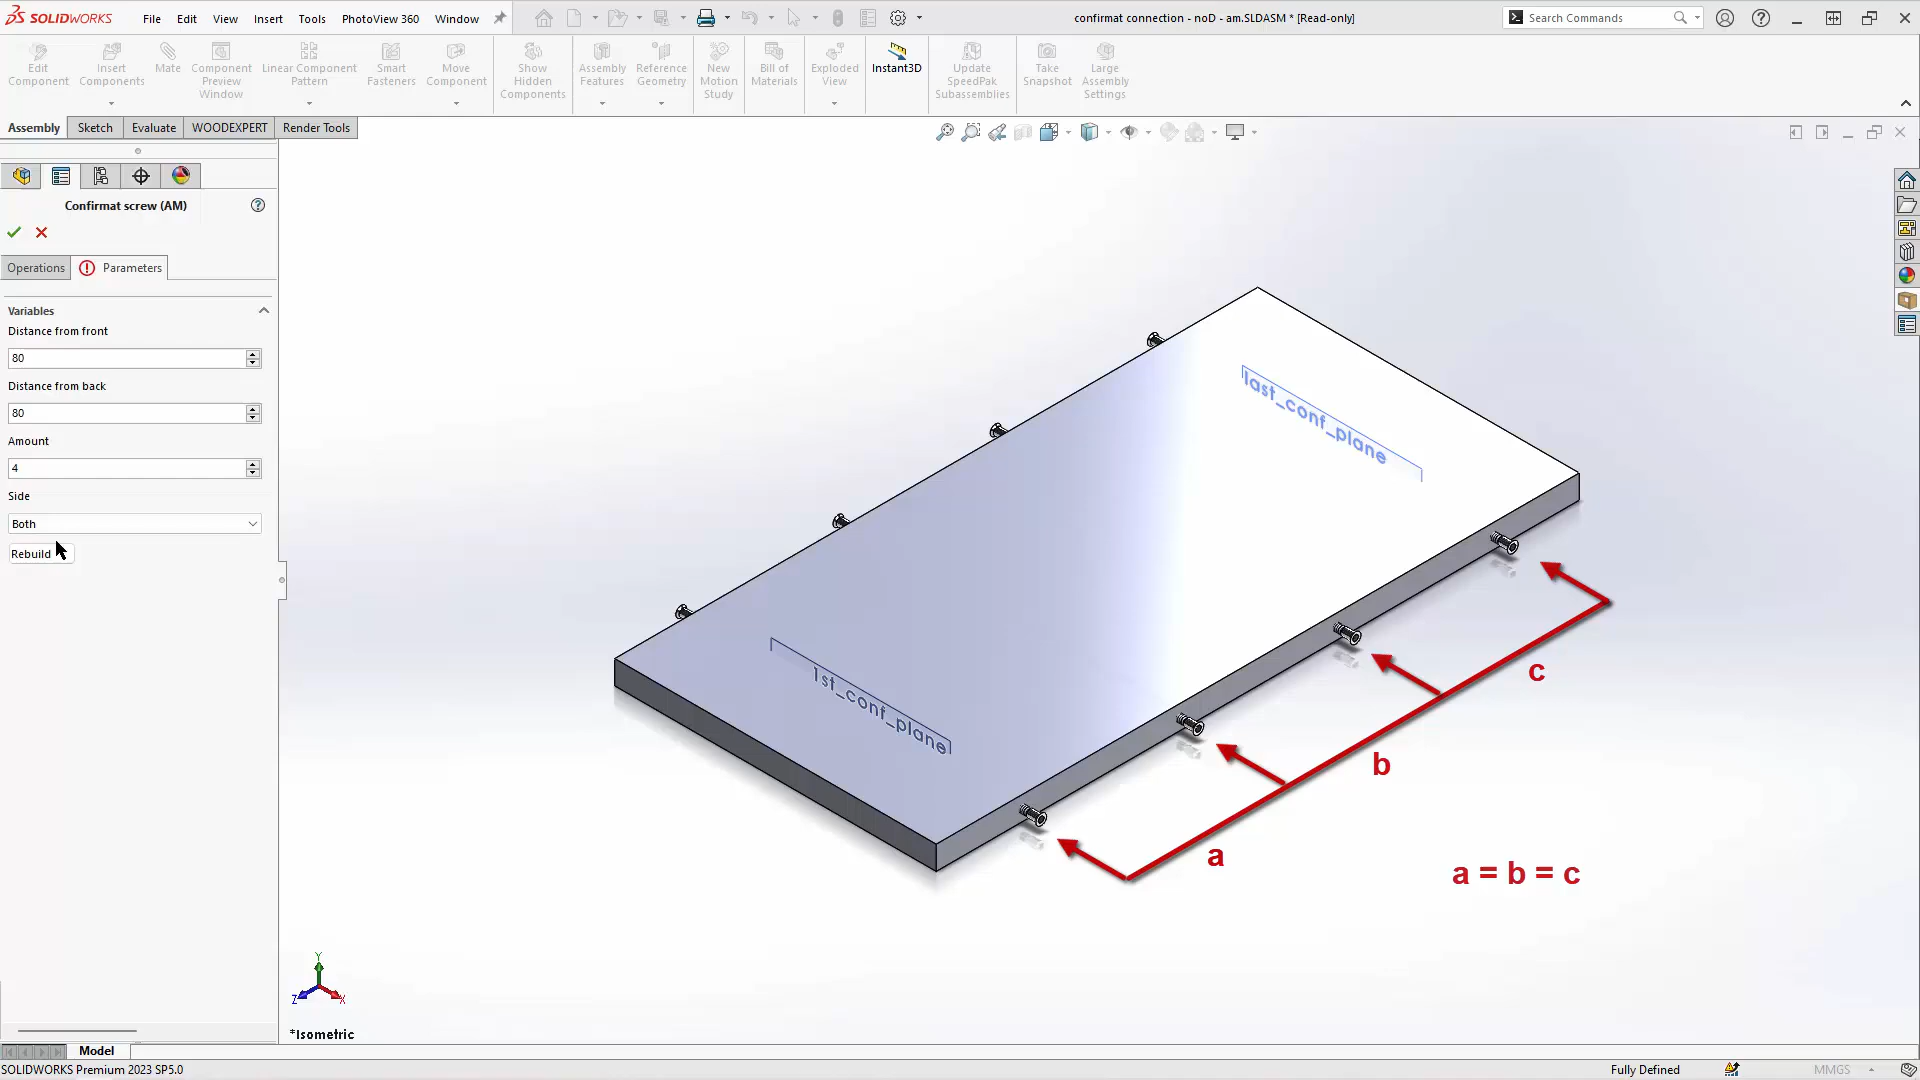 SOLIDWORKS File Edit View Insert Tools PhotoView 360 Window confirmat connection - noD - am.SLDASM * [Read-only] Search Commands
Edit Component
Insert Components
Mate
Component Preview Window
Linear Component Pattern
Smart Fasteners
Move Component
Show Hidden Components
Assembly Features
Reference Geometry
New Motion Study
Bill of Materials
Exploded View
Instant3D
Update SpeedPak Subassemblies
Take Snapshot
Large Assembly Settings
Assembly Sketch Evaluate WOODEXPERT Render Tools
Confirmat screw (AM)
Operations Parameters
Variables
Distance from front
80
Distance from back
80
Amount
4
Side
Both
Rebuild
last_conf_plane
1st_conf_plane
c
b
a
a = b = c
Y
Z X
*Isometric
Model
SOLIDWORKS Premium 2023 SP5.0 Fully Defined MMGS